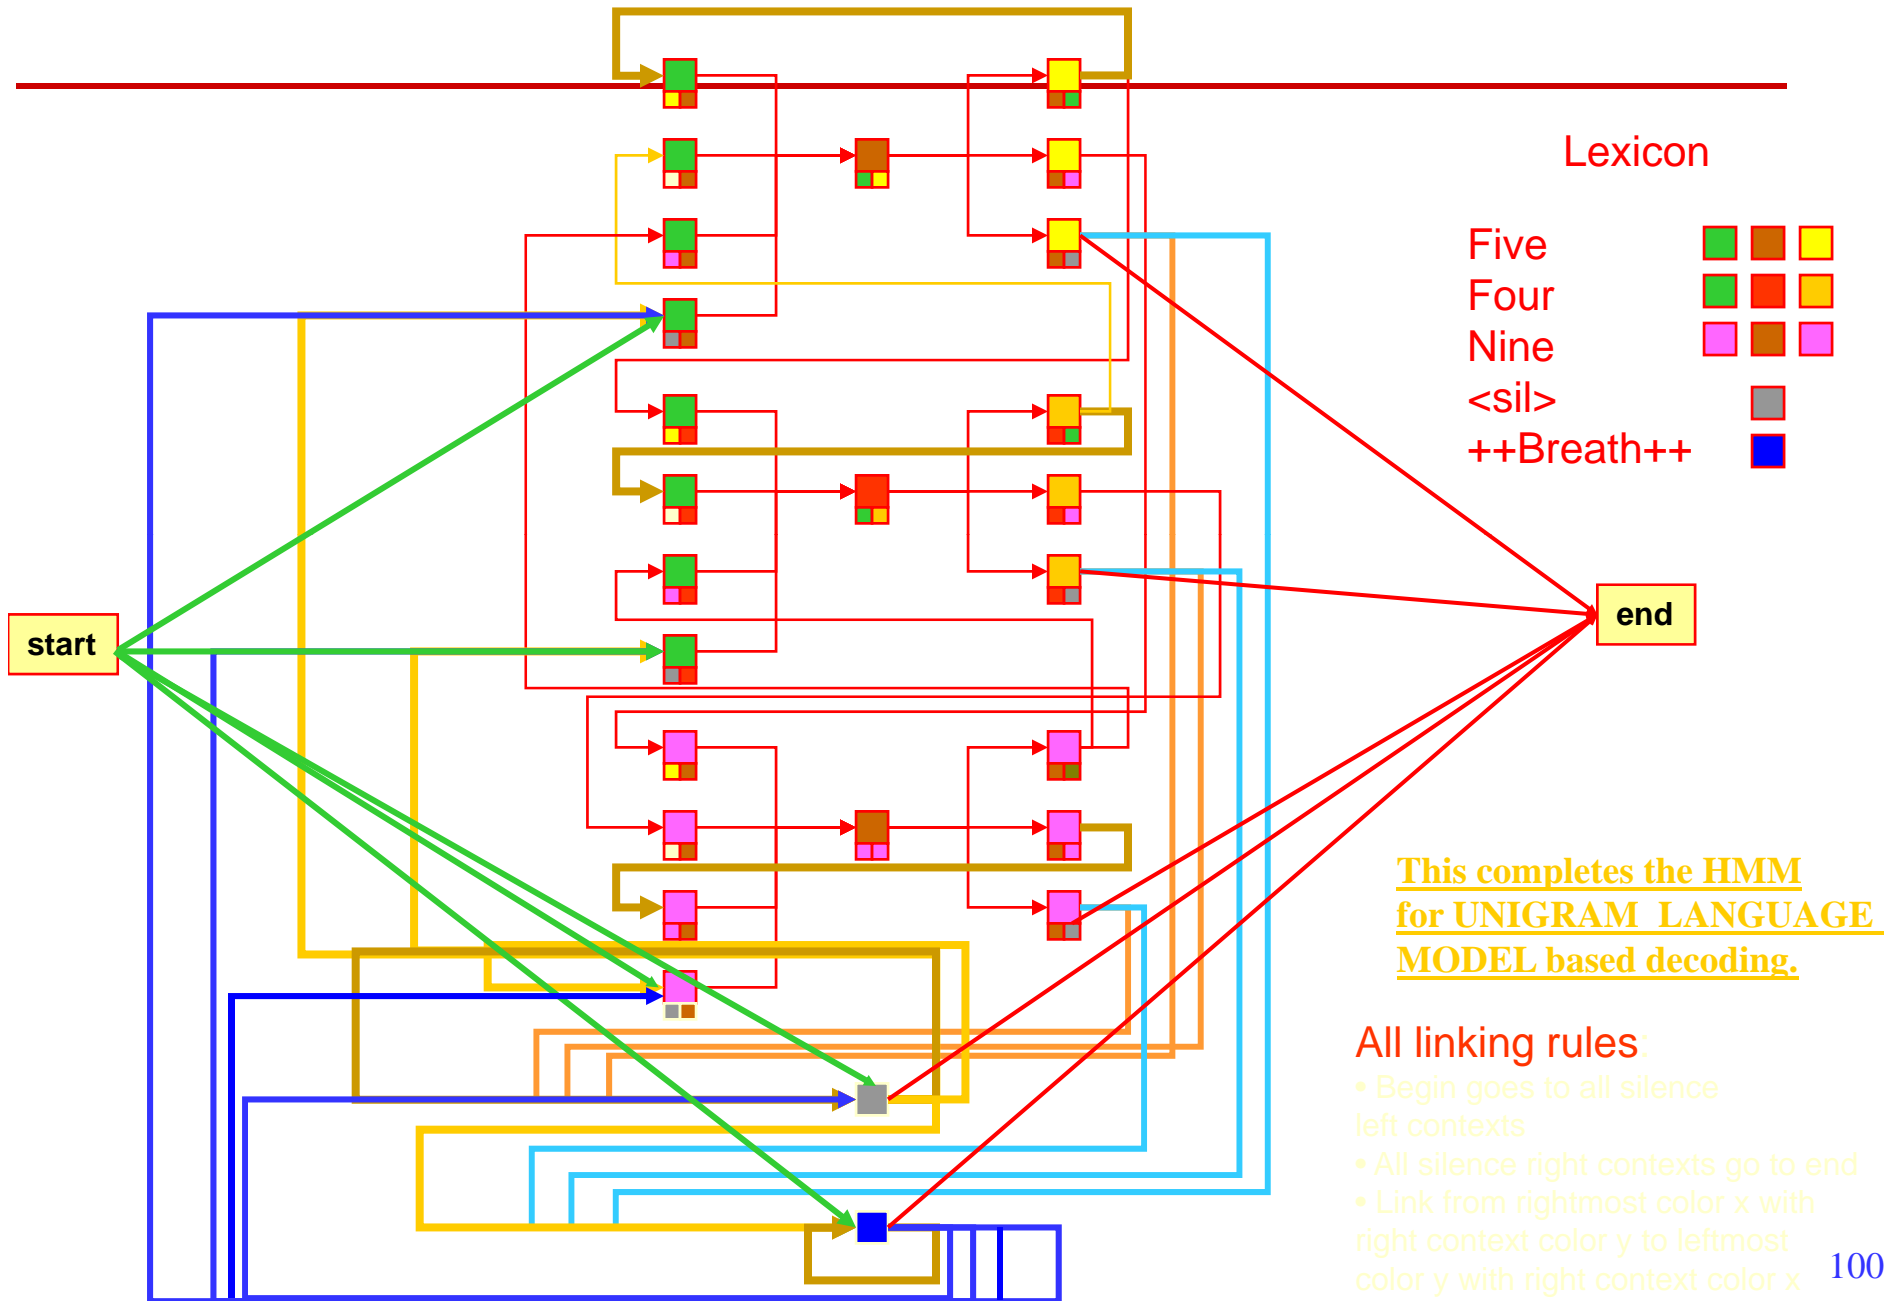 Lexicon
Five
Four
Nine
<sil>
++Breath++
start
end
This completes the HMM
for UNIGRAM LANGUAGE
MODEL based decoding.
All linking rules:
• Begin goes to all silence
left contexts
• All silence right contexts go to end
• Link from rightmost color x with
right context color y to leftmost
color y with right context color x
100